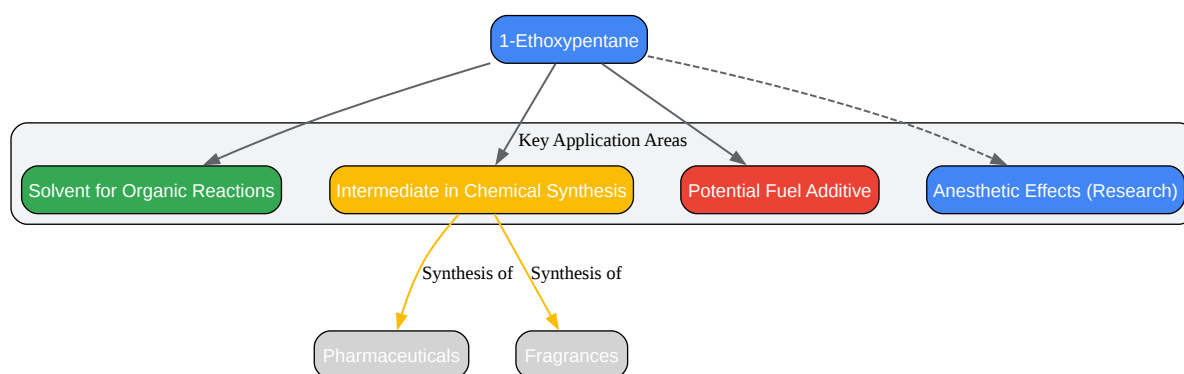 1-Ethoxypentane
Key Application Areas
Solvent for Organic Reactions
Intermediate in Chemical Synthesis
Potential Fuel Additive
Anesthetic Effects (Research)
Synthesis of
Synthesis of
Pharmaceuticals
Fragrances